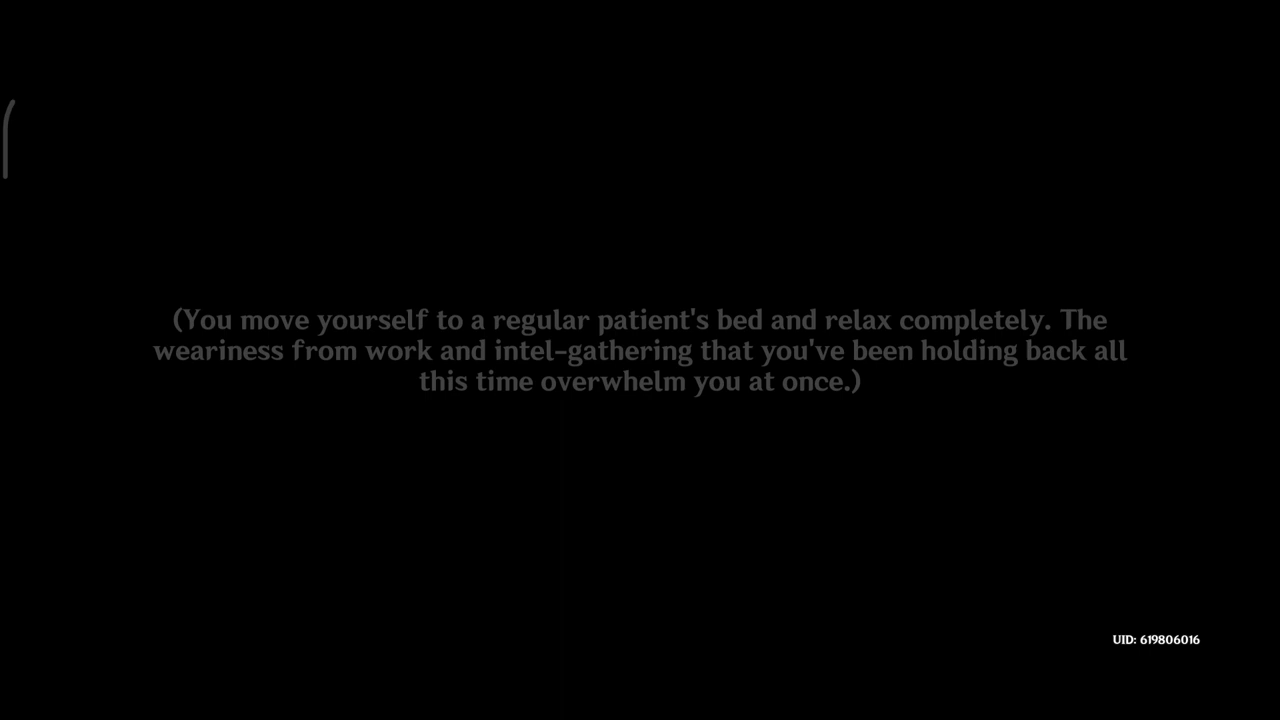 (You move yourself to a regular patient's bed and relax completely. The
weariness from work and intel-gathering that you've been holding back all
this time overwhelm you at once.)
UID: 619806016